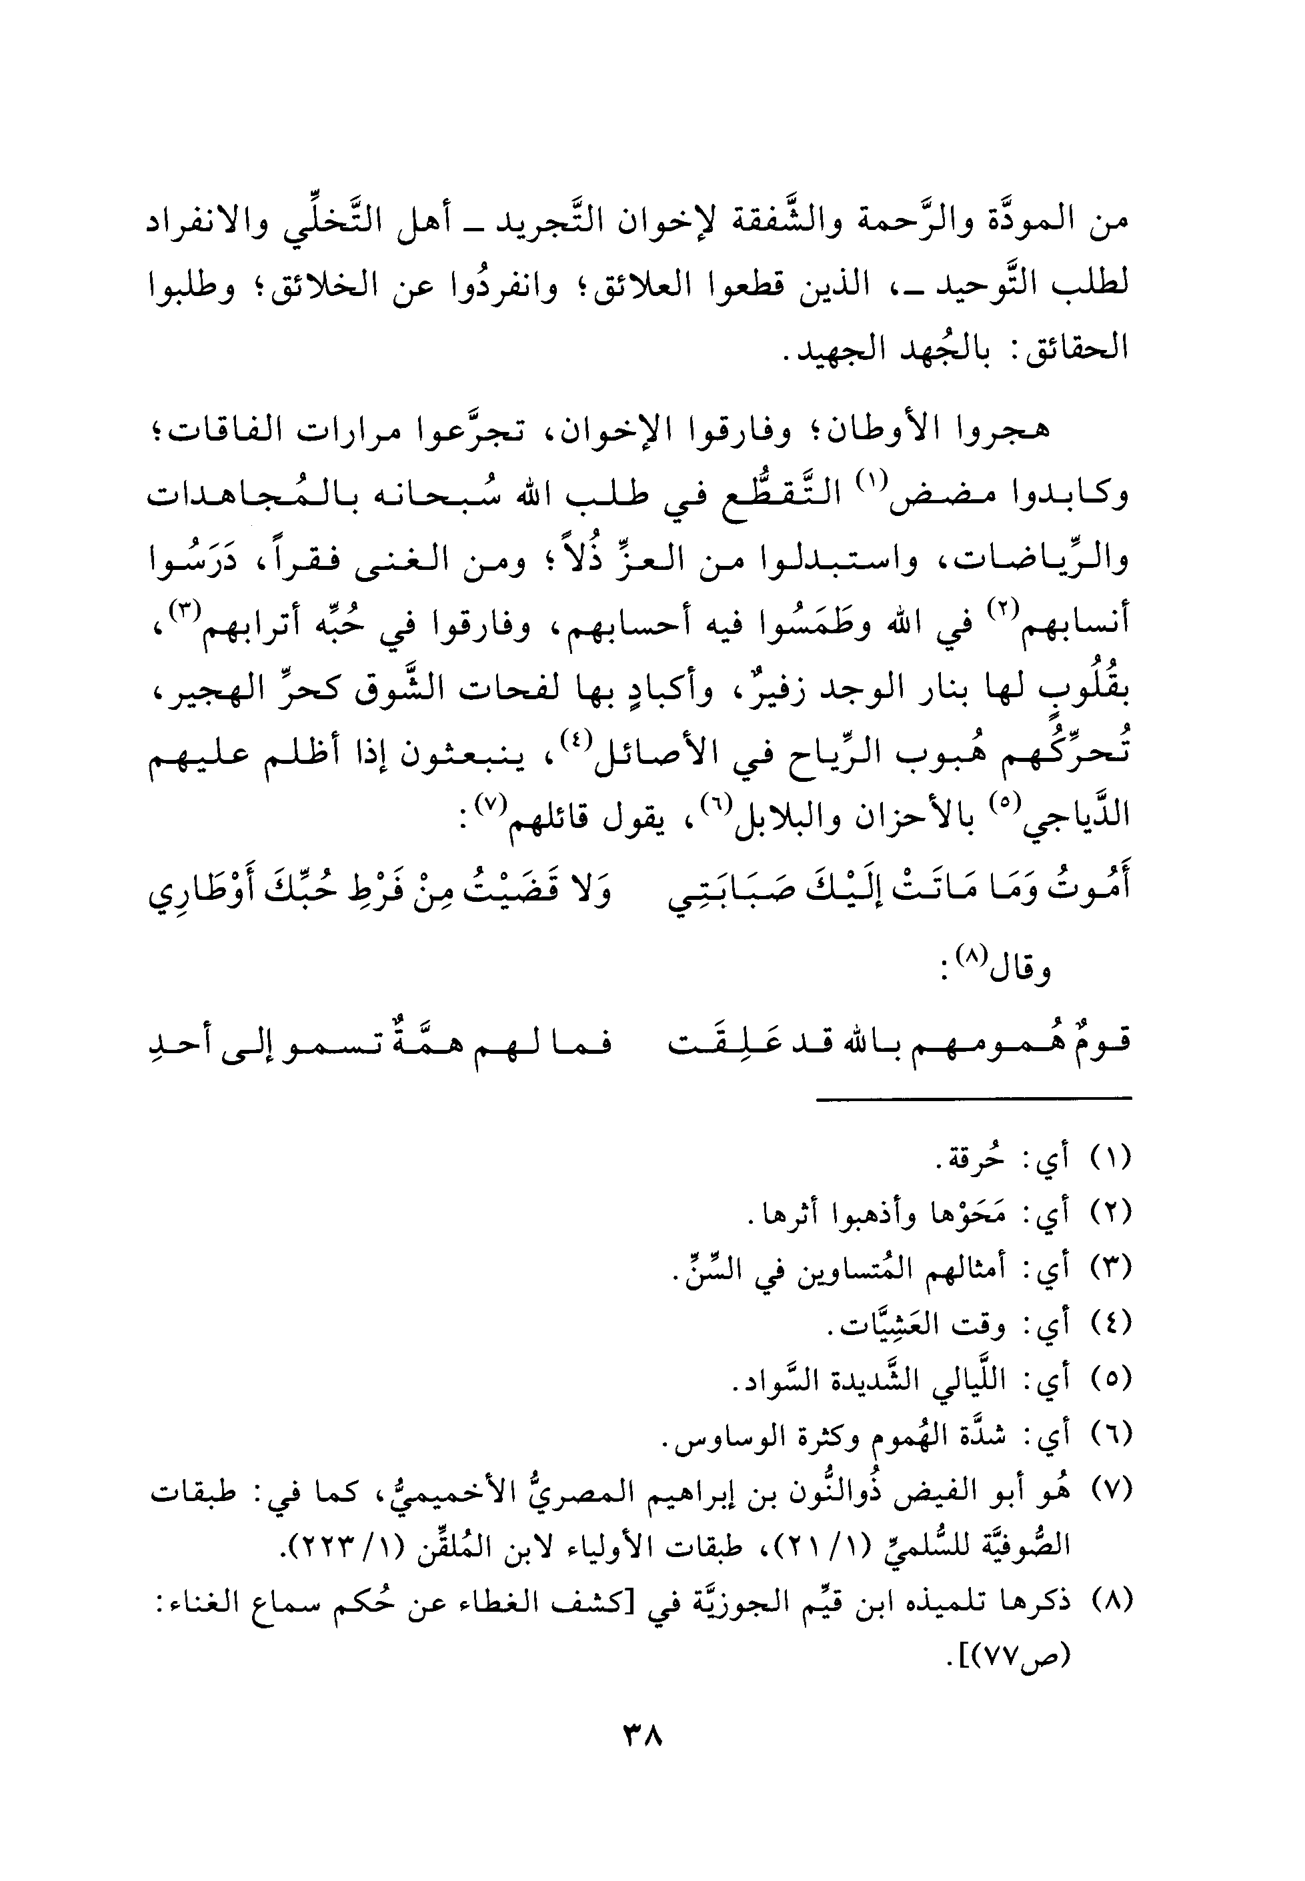 من المودَّة والرَّحمة والشَّفقة لإخوان التَّجريد ـ أهل التَّخلِّي والانفراد
لطلب التَّوحيد ـ، الذين قطعوا العلائق؛ وانفردُوا عن الخلائق؛ وطلبوا
الحقائق: بالجُهد الجهيد.
هجروا الأوطان؛ وفارقوا الإخوان، تجرَّعوا مرارات الفاقات؛
وكابدوا مضض(١) التَّقطُّع في طلب الله سُبحانه بالمُجاهدات
والرِّياضات، واستبدلوا من العزِّ ذُلاً؛ ومن الغنى فقراً، دَرَسُوا
أنسابهم(٢) في الله وطَمَسُوا فيه أحسابهم، وفارقوا في حُبِّه أترابهم(٣)،
بقُلُوبٍ لها بنار الوجد زفيرٌ، وأكبادٍ بها لفحات الشَّوق كحرِّ الهجير،
تُحرِّكُهم هُبوب الرِّياح في الأصائل(٤)، ينبعثون إذا أظلم عليهم
الدَّياجي(٥) بالأحزان والبلابل(٦)، يقول قائلهم(٧):
أَمُوتُ وَمَا مَاتَتْ إلَيْكَ صَبَابَتِي وَلا قَضَيْتُ مِنْ فَرْطِ حُبِّكَ أَوْطَارِي
وقال(٨):
قومٌ هُمومهم بالله قد عَلِقَت فما لهم همَّةٌ تسمو إلى أحدِ
(١) أي: حُرقة.
(٢) أي: مَحَوْها وأذهبوا أثرها.
(٣) أي: أمثالهم المُتساوين في السِّنِّ.
(٤) أي: وقت العَشِيَّات.
(٥) أي: اللَّيالي الشَّديدة السَّواد.
(٦) أي: شدَّة الهُموم وكثرة الوساوس.
(٧) هُو أبو الفيض ذُوالنُّون بن إبراهيم المصريُّ الأخميميُّ، كما في: طبقات
الصُّوفيَّة للسُّلميِّ (٢١/١)، طبقات الأولياء لابن المُلقِّن (٢٢٣/١).
(٨) ذكرها تلميذه ابن قيِّم الجوزيَّة في [كشف الغطاء عن حُكم سماع الغناء:
(ص٧٧)].
٣٨